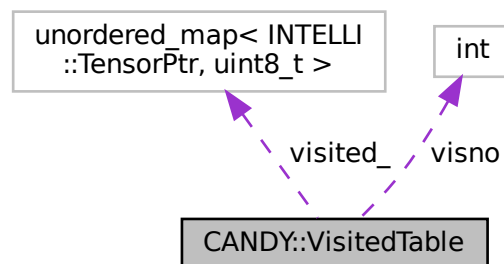 unordered_map< INTELLI
::TensorPtr, uint8_t >
int
visited_
visno
CANDY::VisitedTable